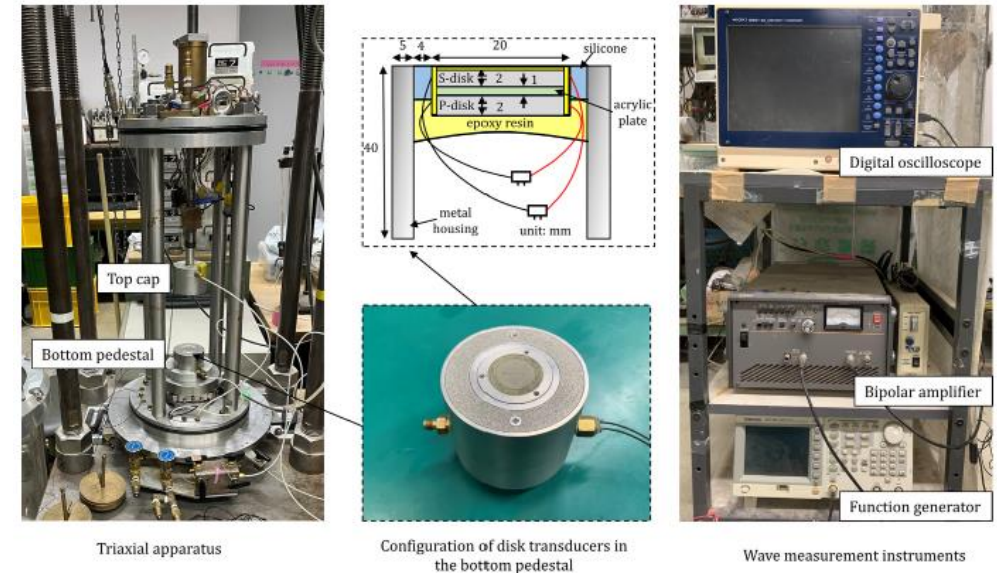 Top cap
Bottom pedestal
Triaxial apparatus
5 4 20
silicone
S-disk 2 1
P-disk 2
acrylic
plate
epoxy resin
40
metal
housing
unit: mm
Configuration of disk transducers in
the bottom pedestal
Digital oscilloscope
Bipolar amplifier
Function generator
Wave measurement instruments